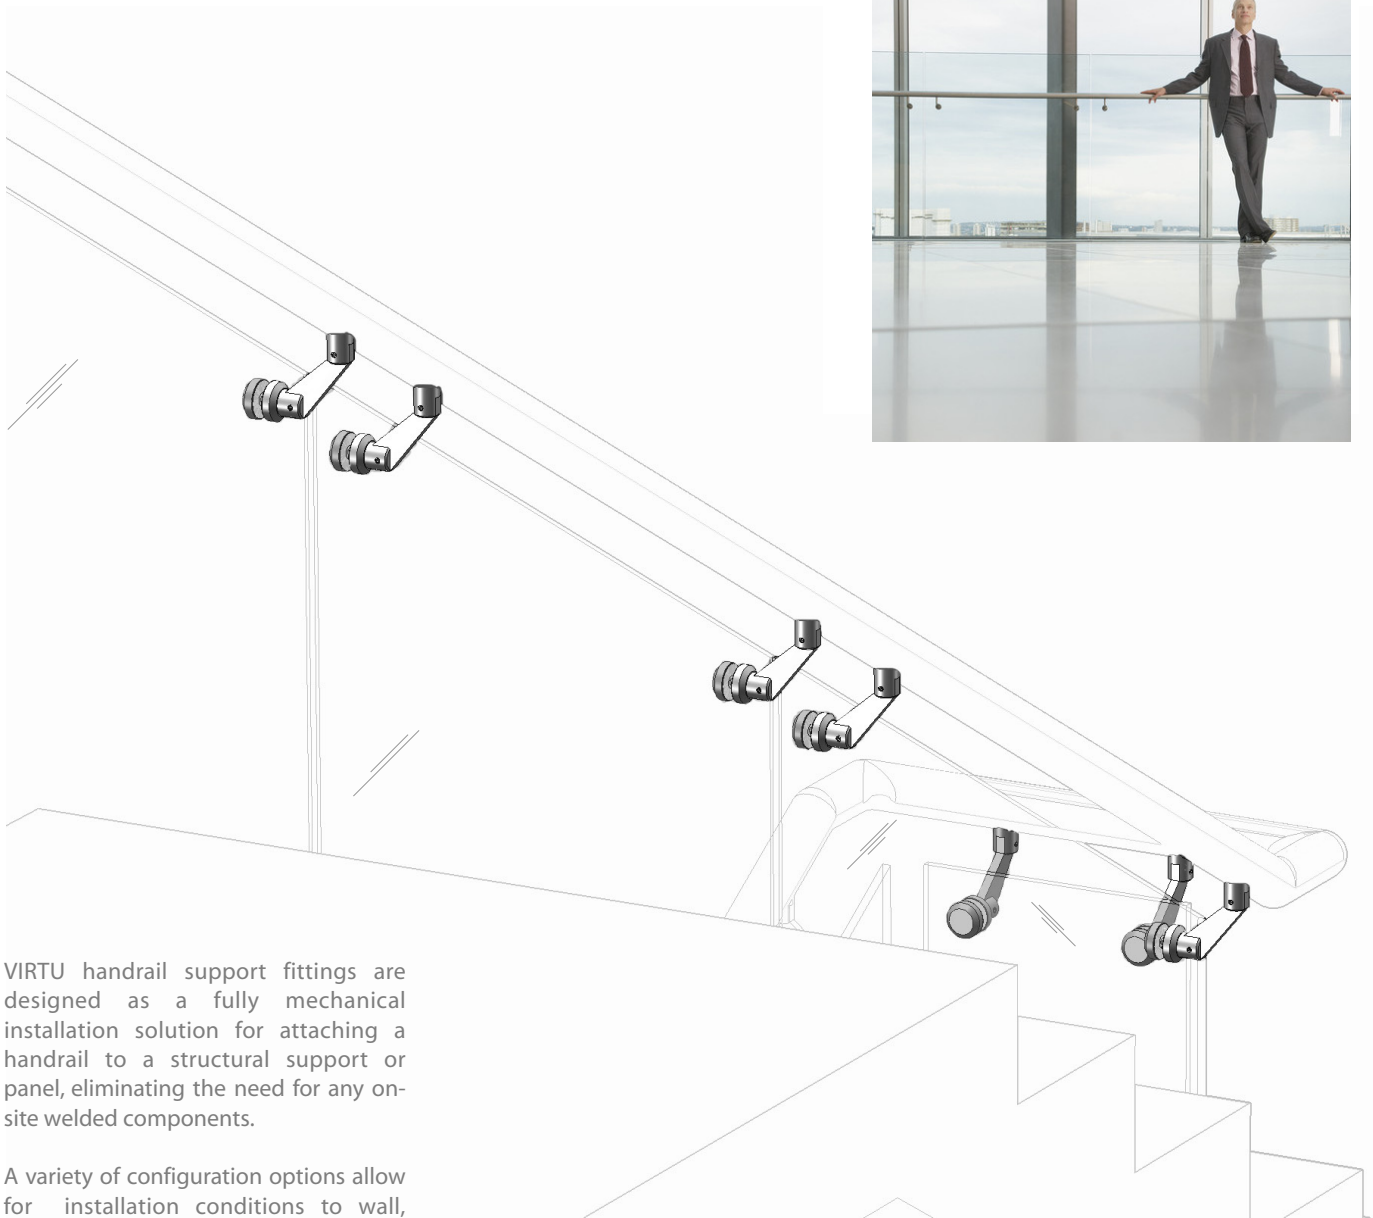 VIRTU handrail support fittings are
designed as a fully mechanical
installation solution for attaching a
handrail to a structural support or
panel, eliminating the need for any on-
site welded components.
A variety of configuration options allow
for installation conditions to wall,